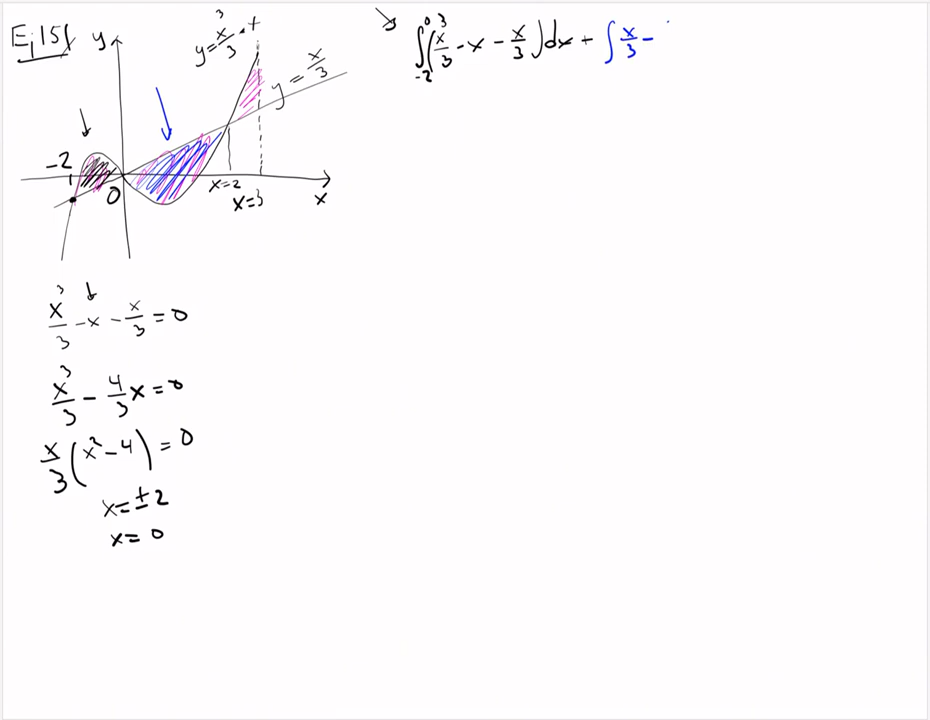 Ej 15)
y
y = x³/3 - x
y = x/3
-2
0
x=2
x=3
x
x³/3 - x - x/3 = 0
x³/3 - 4/3 x = 0
x/3 (x² - 4) = 0
x = ±2
x = 0
∫₋₂⁰ (x³/3 - x - x/3) dx + ∫ x/3 -